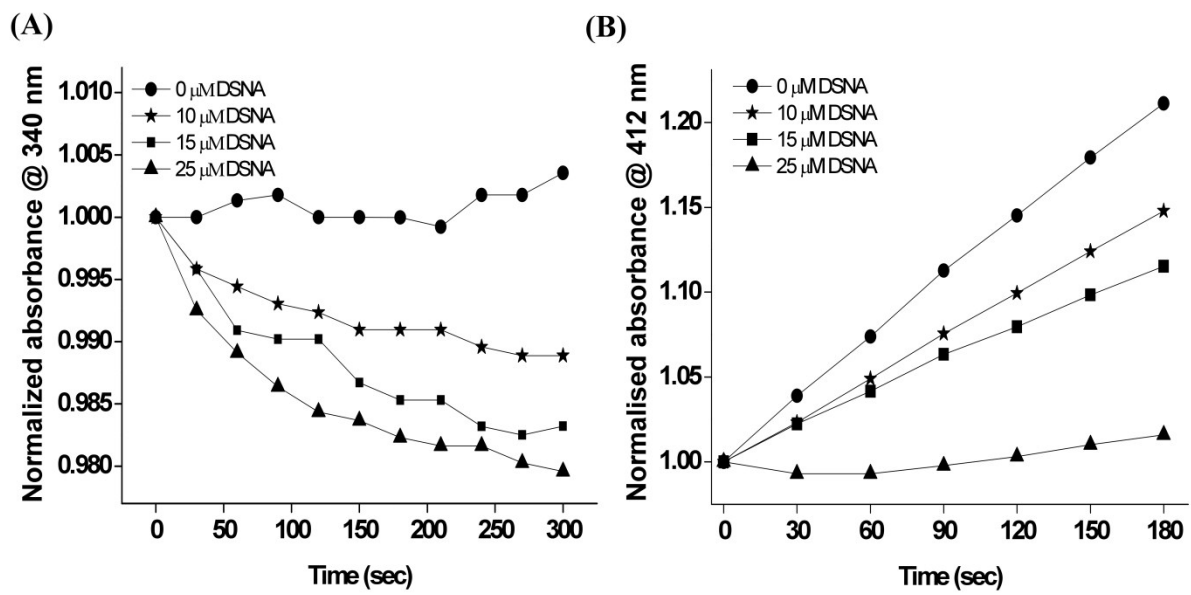 (A)
Normalized absorbance @ 340 nm
1.010
1.005
1.000
0.995
0.990
0.985
0.980
0 μM DSNA
10 μM DSNA
15 μM DSNA
25 μM DSNA
0 50 100 150 200 250 300
Time (sec)
(B)
Normalised absorbance @ 412 nm
1.20
1.15
1.10
1.05
1.00
0 μM DSNA
10 μM DSNA
15 μM DSNA
25 μM DSNA
0 30 60 90 120 150 180
Time (sec)